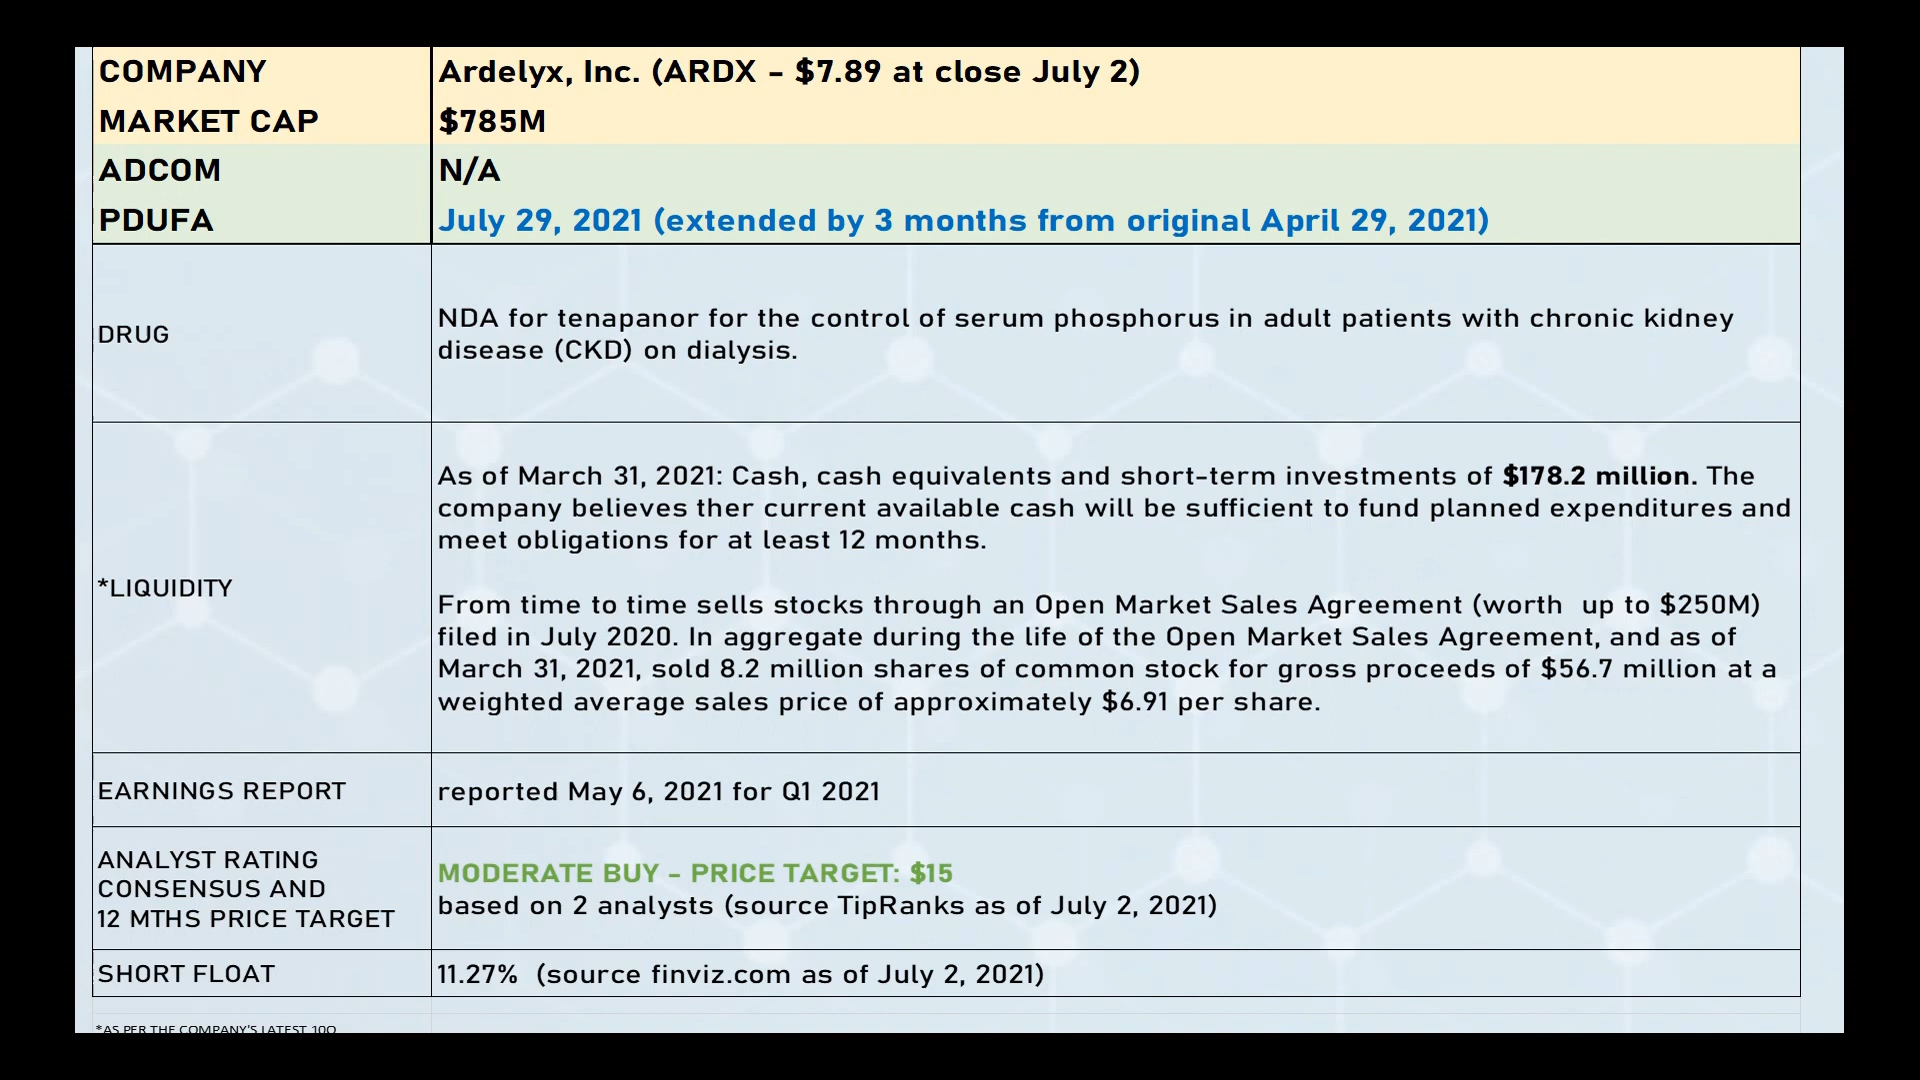 COMPANY Ardelyx, Inc. (ARDX - $7.89 at close July 2)
MARKET CAP $785M
ADCOM N/A
PDUFA July 29, 2021 (extended by 3 months from original April 29, 2021)
DRUG
NDA for tenapanor for the control of serum phosphorus in adult patients with chronic kidney
disease (CKD) on dialysis.
*LIQUIDITY
As of March 31, 2021: Cash, cash equivalents and short-term investments of $178.2 million. The
company believes ther current available cash will be sufficient to fund planned expenditures and
meet obligations for at least 12 months.
From time to time sells stocks through an Open Market Sales Agreement (worth up to $250M)
filed in July 2020. In aggregate during the life of the Open Market Sales Agreement, and as of
March 31, 2021, sold 8.2 million shares of common stock for gross proceeds of $56.7 million at a
weighted average sales price of approximately $6.91 per share.
EARNINGS REPORT reported May 6, 2021 for Q1 2021
ANALYST RATING
CONSENSUS AND
12 MTHS PRICE TARGET
MODERATE BUY - PRICE TARGET: $15
based on 2 analysts (source TipRanks as of July 2, 2021)
SHORT FLOAT 11.27% (source finviz.com as of July 2, 2021)
*AS PER THE COMPANY'S LATEST 10Q